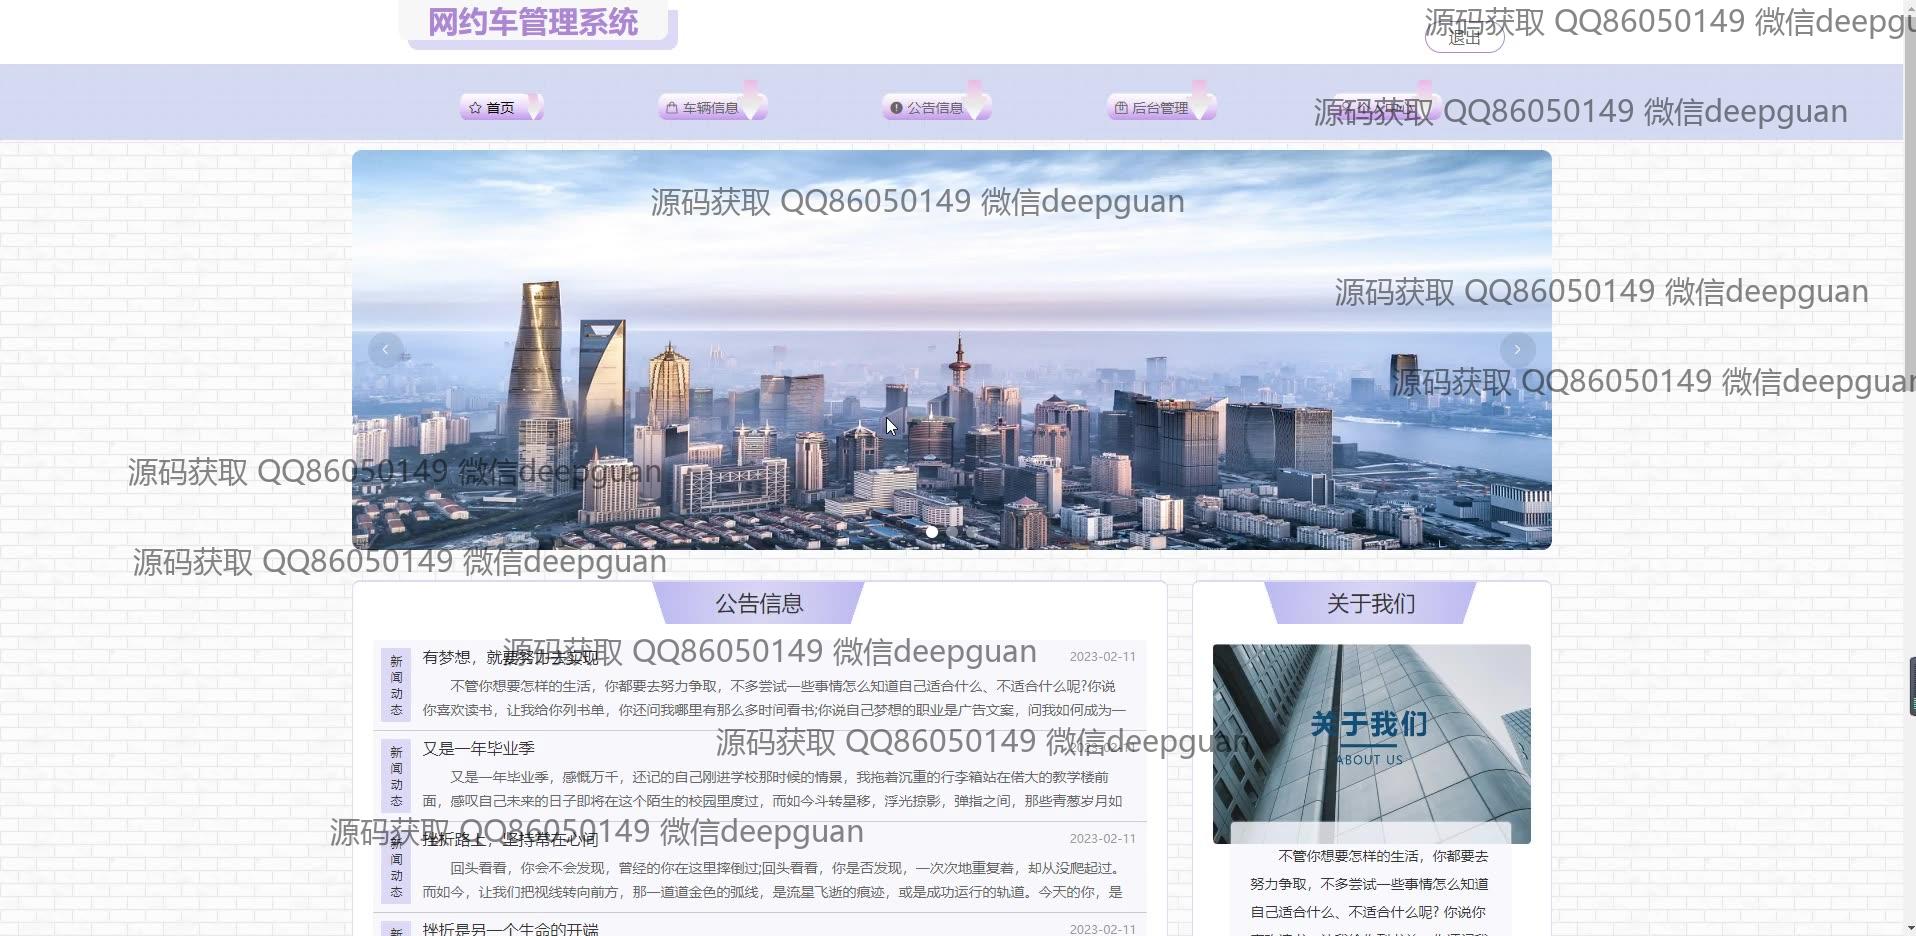 网约车管理系统
源码获取 QQ86050149 微信deepgu
退出
首页
车辆信息
公告信息
后台管理
源码获取 QQ86050149 微信deepguan
源码获取 QQ86050149 微信deepguan
源码获取 QQ86050149 微信deepguan
源码获取 QQ86050149 微信deepguan
源码获取 QQ86050149 微信deepguan
源码获取 QQ86050149 微信deepguan
公告信息
关于我们
源码获取 QQ86050149 微信deepguan
新闻动态
有梦想，就要努力去实现
2023-02-11
不管你想要怎样的生活，你都要去努力争取，不多尝试一些事情怎么知道自己适合什么、不适合什么呢?你说
你喜欢读书，让我给你列书单，你还问我哪里有那么多时间看书;你说自己梦想的职业是广告文案，问我如何成为一
关于我们
ABOUT US
源码获取 QQ86050149 微信deepguan
新闻动态
又是一年毕业季
2023-02-11
又是一年毕业季，感慨万千，还记的自己刚进学校那时候的情景，我拖着沉重的行李箱站在偌大的教学楼前
面，感叹自己未来的日子即将在这个陌生的校园里度过，而如今斗转星移，浮光掠影，弹指之间，那些青葱岁月如
源码获取 QQ86050149 微信deepguan
新闻动态
挫折路上，坚持常在心间
2023-02-11
回头看看，你会不会发现，曾经的你在这里摔倒过;回头看看，你是否发现，一次次地重复着，却从没爬起过。
而如今，让我们把视线转向前方，那一道道金色的弧线，是流星飞逝的痕迹，或是成功运行的轨道。今天的你，是
不管你想要怎样的生活，你都要去
努力争取，不多尝试一些事情怎么知道
自己适合什么、不适合什么呢? 你说你
新
挫折是另一个生命的开端
2023-02-11